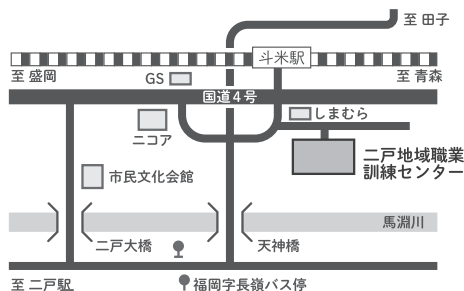 至 田子
斗米駅
至 盛岡
GS
至 青森
国道4号
しまむら
ニコア
二戸地域職業
訓練センター
市民文化会館
馬淵川
二戸大橋
天神橋
至 二戸駅
福岡字長嶺バス停